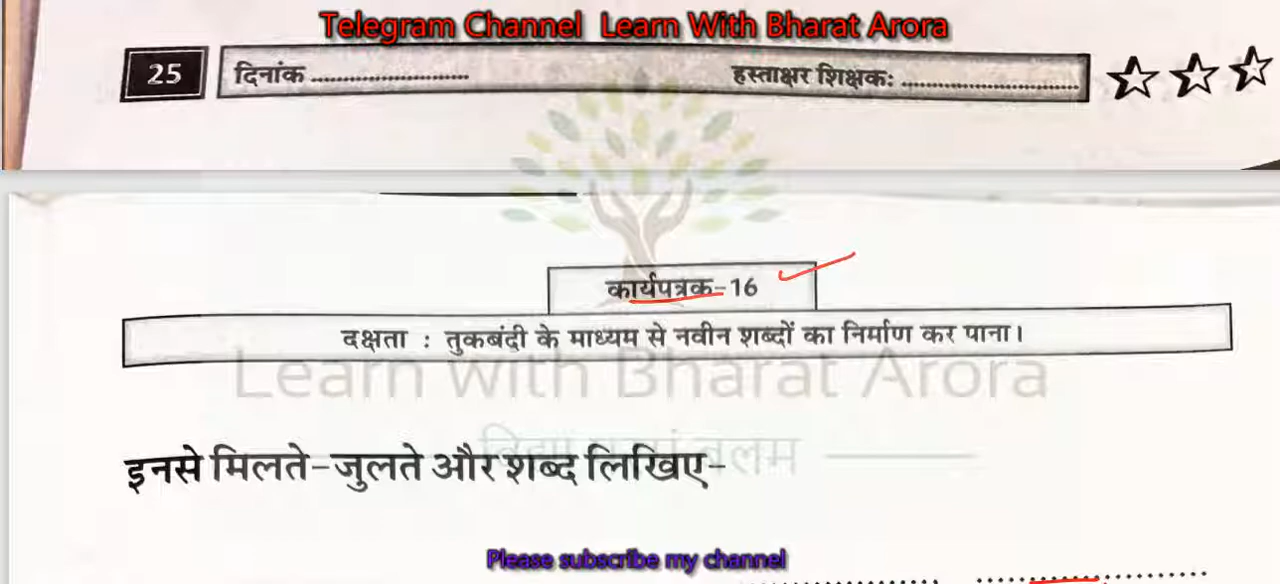 Telegram Channel Learn With Bharat Arora
25 दिनांक ........................ हस्ताक्षर शिक्षक: ................................
कार्यपत्रक-16
दक्षता : तुकबंदी के माध्यम से नवीन शब्दों का निर्माण कर पाना।
Learn with Bharat Arora
इनसे मिलते-जुलते और शब्द लिखिए-
Please subscribe my channel